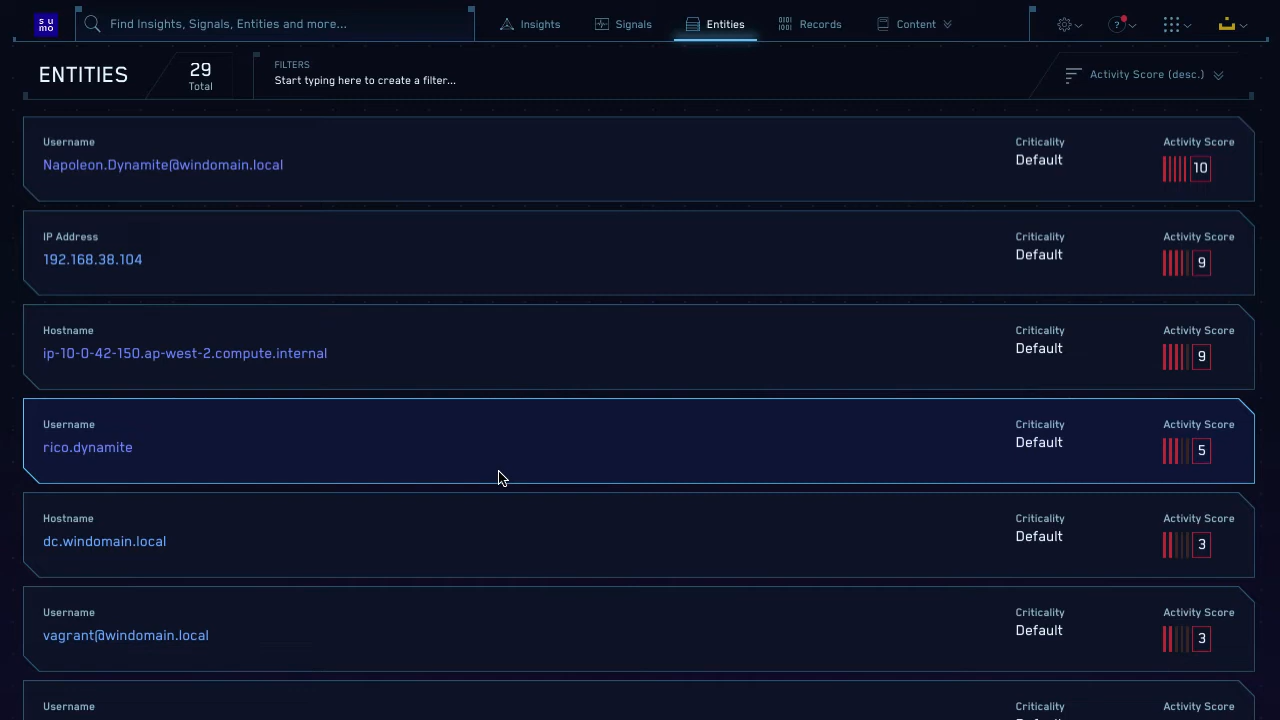 su
mo
Find Insights, Signals, Entities and more...
Insights
Signals
Entities
Records
Content
?
ENTITIES
29
Total
FILTERS
Start typing here to create a filter...
Activity Score (desc.)
Username
Napoleon.Dynamite@windomain.local
Criticality
Default
Activity Score
10
IP Address
192.168.38.104
Criticality
Default
Activity Score
9
Hostname
ip-10-0-42-150.ap-west-2.compute.internal
Criticality
Default
Activity Score
9
Username
rico.dynamite
Criticality
Default
Activity Score
5
Hostname
dc.windomain.local
Criticality
Default
Activity Score
3
Username
vagrant@windomain.local
Criticality
Default
Activity Score
3
Username
Criticality
Activity Score